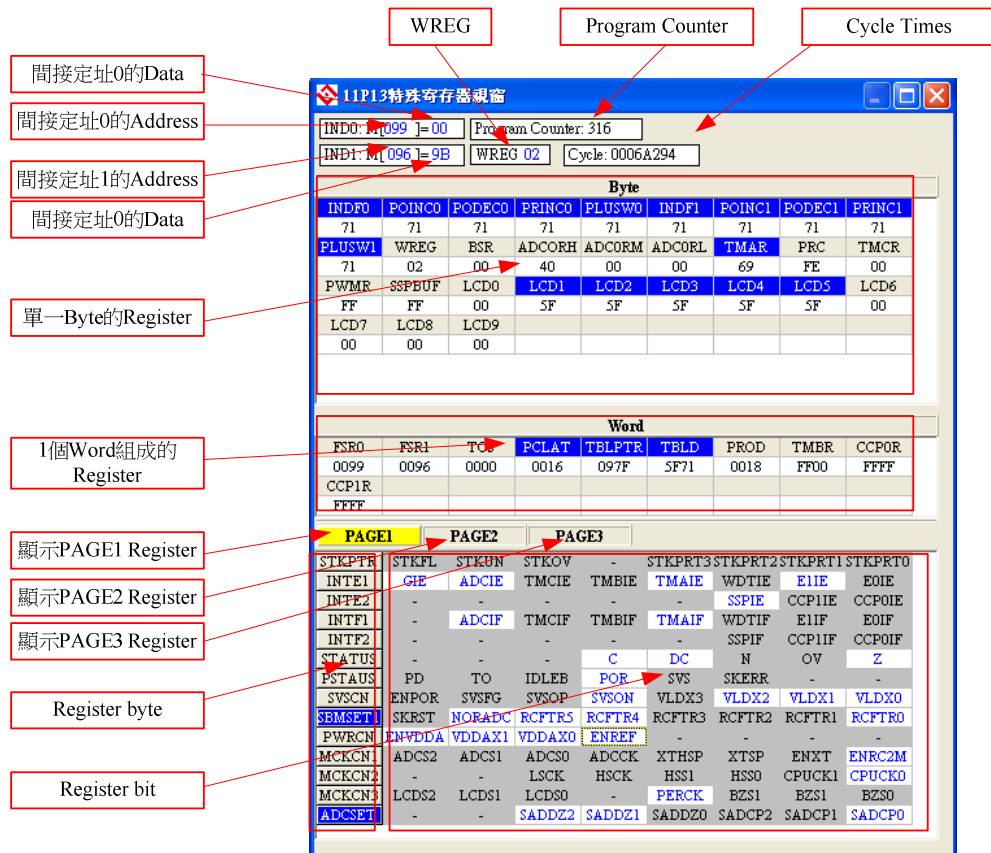 WREG
Program Counter
Cycle Times
間接定址0的Data
間接定址0的Address
間接定址1的Address
間接定址0的Data
單一Byte的Register
1個Word組成的
Register
顯示PAGE1 Register
顯示PAGE2 Register
顯示PAGE3 Register
Register byte
Register bit
11P13特殊寄存器視窗
IND0: M[099 ]= 00 Program Counter: 316
IND1: M[096 ]= 9B WREG 02 Cycle: 0006A294
Byte
INDF0 POINC0 PODEC0 PRINC0 PLUSW0 INDF1 POINC1 PODEC1 PRINC1
71 71 71 71 71 71 71 71 71
PLUSW1 WREG BSR ADCORH ADCORM ADCORL TMAR PRC TMCR
71 02 00 40 00 00 69 FE 00
PWMR SSPBUF LCD0 LCD1 LCD2 LCD3 LCD4 LCD5 LCD6
FF FF 00 5F 5F 5F 5F 5F 00
LCD7 LCD8 LCD9
00 00 00
Word
FSR0 FSR1 TOS PCLAT TBLPTR TBLD PROD TMBR CCP0R
0099 0096 0000 0016 097F 5F71 0018 FF00 FFFF
CCP1R
FFFF
PAGE1 PAGE2 PAGE3
STKPTR STKFL STKUN STKOV - STKPRT3 STKPRT2 STKPRT1 STKPRT0
INTE1 GIE ADCIE TMCIE TMBIE TMAIE WDTIE E1IE E0IE
INTE2 - - - - - SSPIE CCP1IE CCP0IE
INTF1 - ADCIF TMCIF TMBIF TMAIF WDTIF E1IF E0IF
INTF2 - - - - - SSPIF CCP1IF CCP0IF
STATUS - - - C DC N OV Z
PSTAUS PD TO IDLEB POR SVS SKERR - -
SVSCN ENPOR SVSFG SVSOP SVSON VLDX3 VLDX2 VLDX1 VLDX0
SBMSET1 SKRST NORADC RCFTR5 RCFTR4 RCFTR3 RCFTR2 RCFTR1 RCFTR0
PWRCN ENVDDA VDDAX1 VDDAX0 ENREF - - - -
MCKCN1 ADCS2 ADCS1 ADCS0 ADCCK XTHSP XTSP ENXT ENRC2M
MCKCN2 - - LSCK HSCK HSS1 HSS0 CPUCK1 CPUCK0
MCKCN3 LCDS2 LCDS1 LCDS0 - PERCK BZS1 BZS1 BZS0
ADCSET1 - - SADDZ2 SADDZ1 SADDZ0 SADCP2 SADCP1 SADCP0